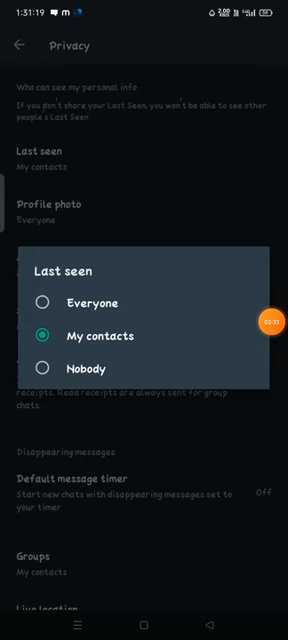 1:31:19
Privacy
Who can see my personal info
If you don't share your Last Seen, you won't be able to see other
people's Last Seen
Last seen
My contacts
Profile photo
Everyone
Last seen
Everyone
02:33
My contacts
Nobody
receipts. Read receipts are always sent for group
chats.
Disappearing messages
Default message timer
Start new chats with disappearing messages set to
your timer
Off
Groups
My contacts
Live location